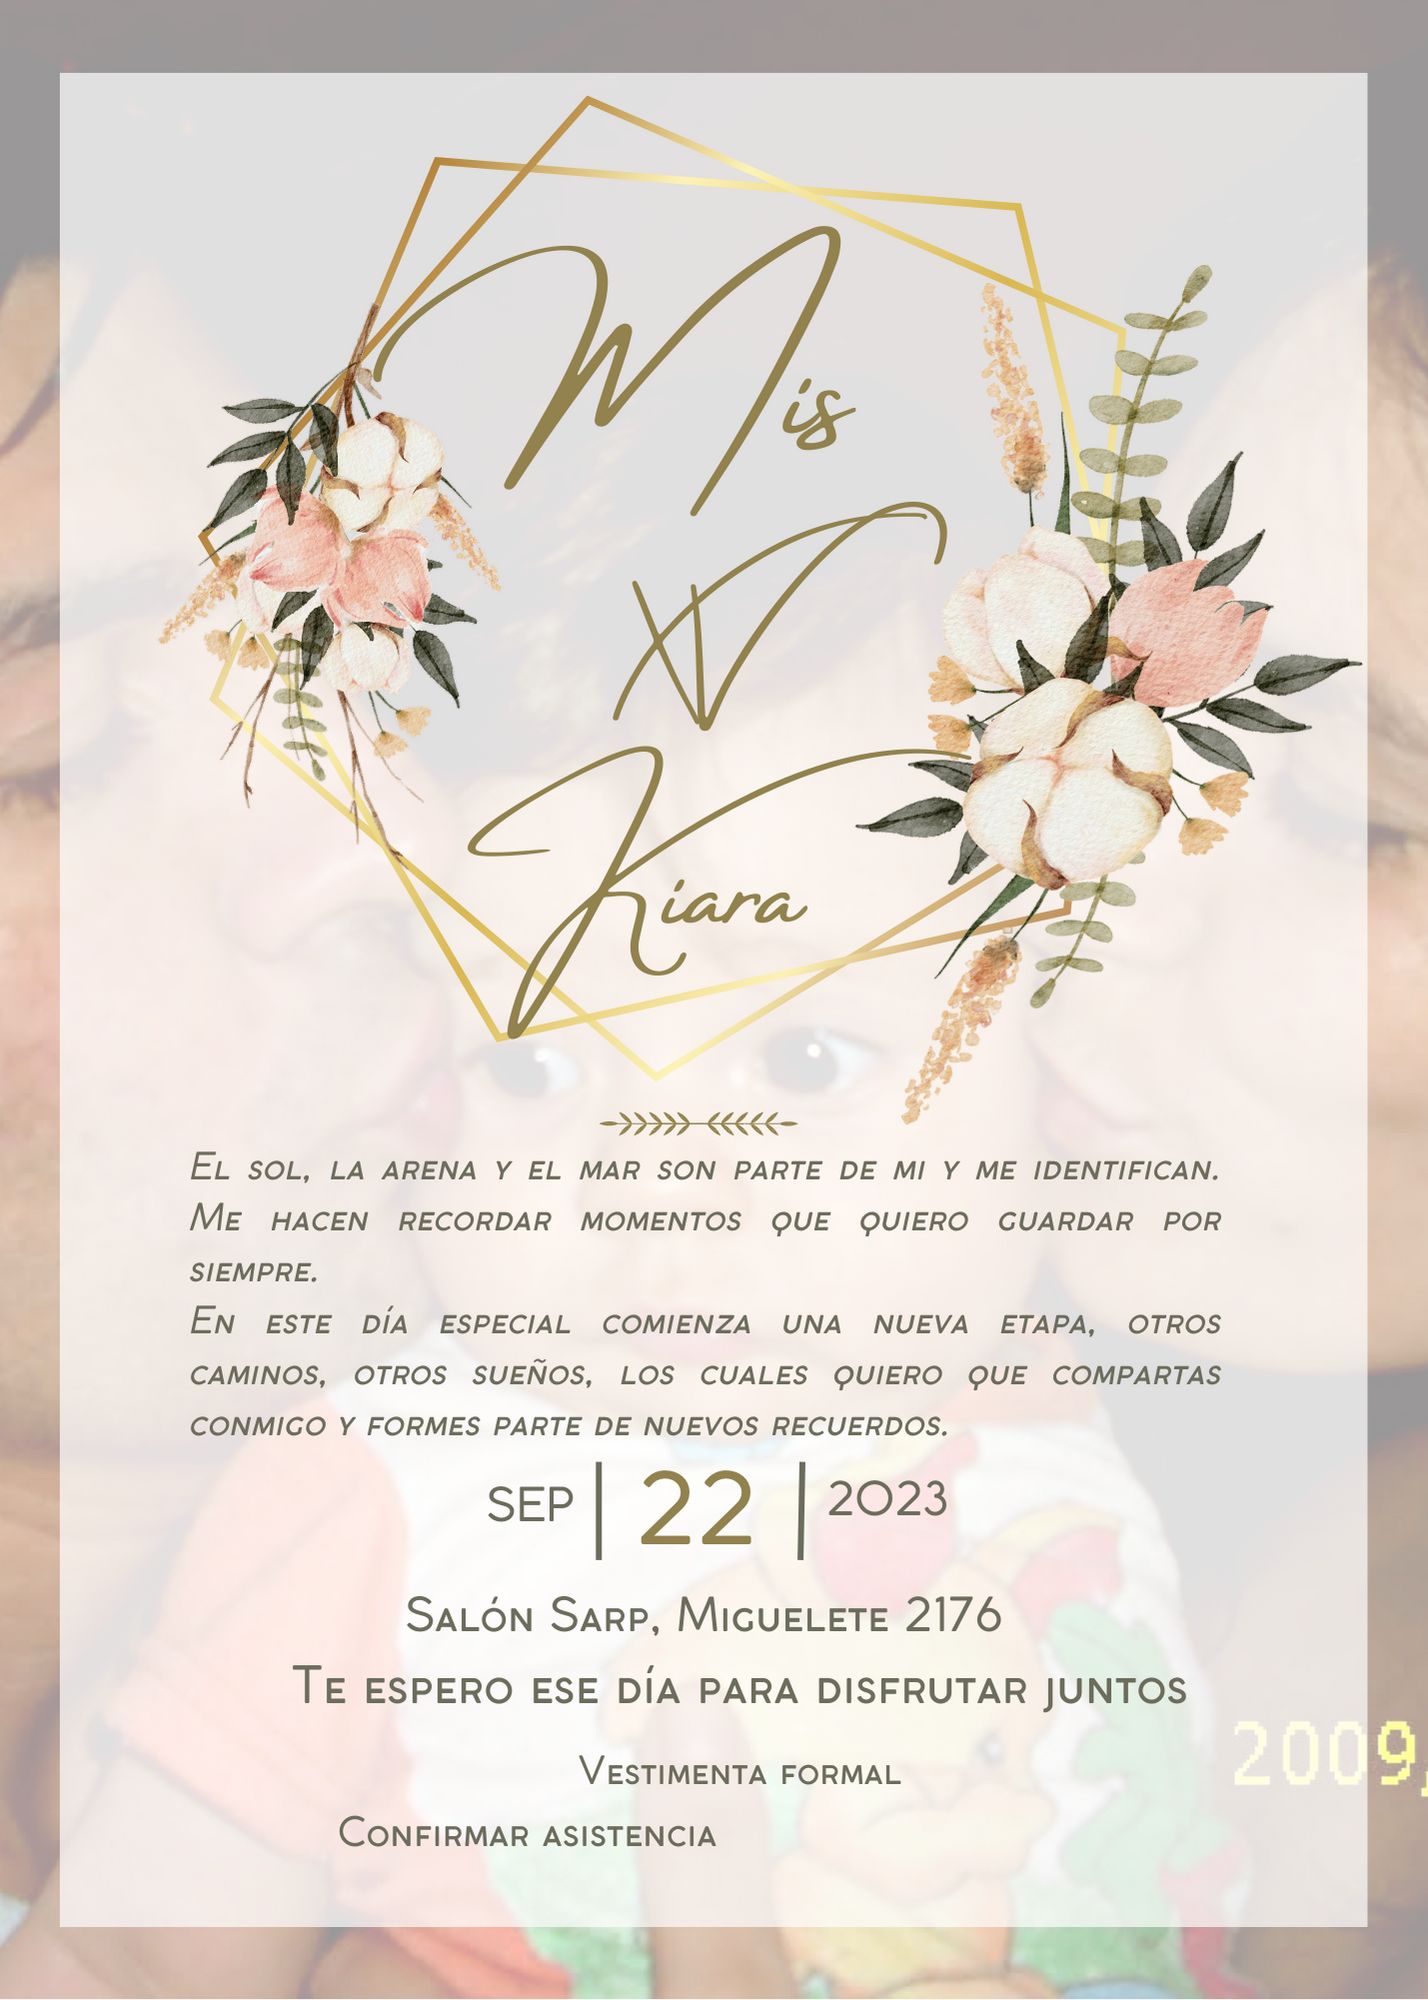 Mis
XV
Kiara
El sol, la arena y el mar son parte de mi y me identifican.
Me hacen recordar momentos que quiero guardar por
siempre.
En este día especial comienza una nueva etapa, otros
caminos, otros sueños, los cuales quiero que compartas
conmigo y formes parte de nuevos recuerdos.
SEP | 22 | 2023
Salón Sarp, Miguelete 2176
Te espero ese día para disfrutar juntos
2009
Vestimenta formal
Confirmar asistencia